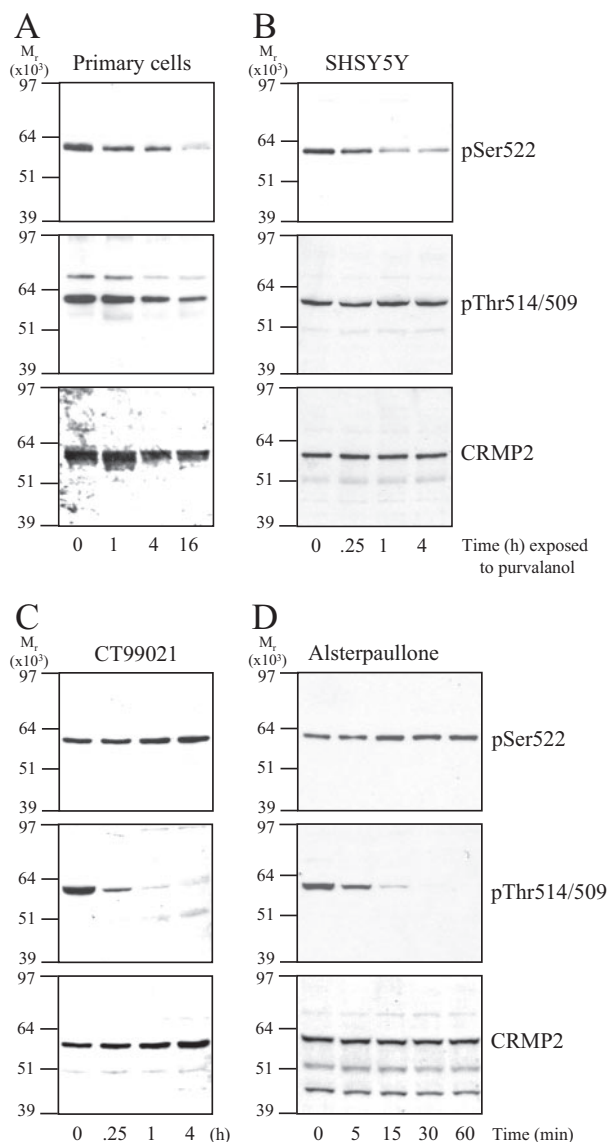 A
B
Mr
(x10³)
Primary cells
Mr
(x10³)
SHSY5Y
97
64
51
39
97
64
51
39
pSer522
97
64
51
39
97
64
51
39
pThr514/509
97
64
51
39
97
64
51
39
CRMP2
0 1 4 16
0 .25 1 4
Time (h) exposed
to purvalanol
C
D
Mr
(x10³)
CT99021
Mr
(x10³)
Alsterpaullone
97
64
51
39
97
64
51
39
pSer522
97
64
51
39
97
64
51
39
pThr514/509
97
64
51
39
97
64
51
39
CRMP2
0 .25 1 4 (h)
0 5 15 30 60 Time (min)